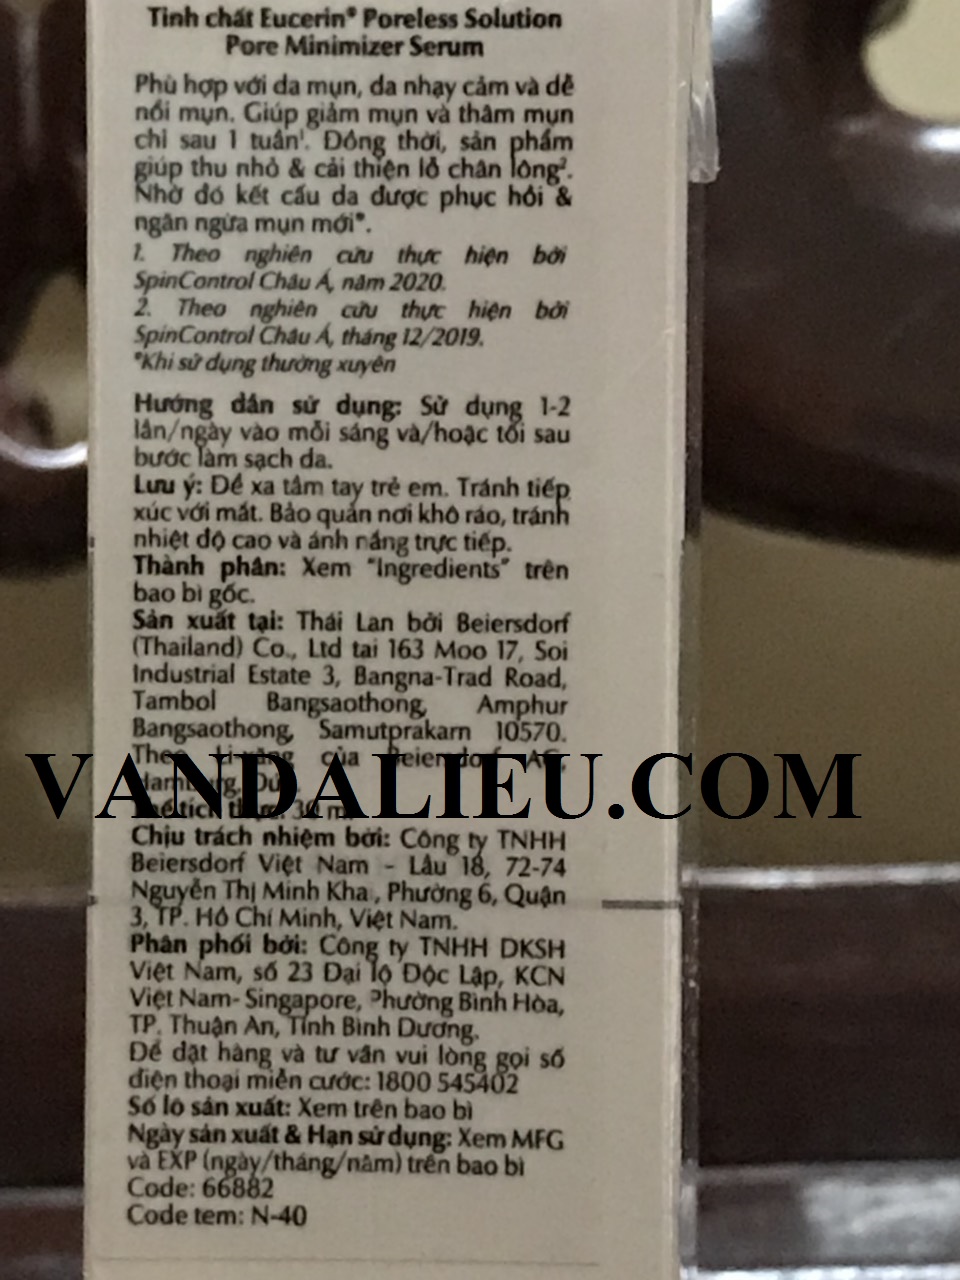 Tinh chất Eucerin® Poreless Solution
Pore Minimizer Serum
Phù hợp với da mụn, da nhạy cảm và dễ
nổi mụn. Giúp giảm mụn và thâm mụn
chỉ sau 1 tuần¹. Đồng thời, sản phẩm
giúp thu nhỏ & cải thiện lỗ chân lông².
Nhờ đó kết cấu da được phục hồi &
ngăn ngừa mụn mới*.
1. Theo nghiên cứu thực hiện bởi
SpinControl Châu Á, năm 2020.
2. Theo nghiên cứu thực hiện bởi
SpinControl Châu Á, tháng 12/2019.
*Khi sử dụng thường xuyên
Hướng dẫn sử dụng: Sử dụng 1-2
lần/ngày vào mỗi sáng và/hoặc tối sau
bước làm sạch da.
Lưu ý: Để xa tầm tay trẻ em. Tránh tiếp
xúc với mắt. Bảo quản nơi khô ráo, tránh
nhiệt độ cao và ánh nắng trực tiếp.
Thành phần: Xem "Ingredients" trên
bao bì gốc.
Sản xuất tại: Thái Lan bởi Beiersdorf
(Thailand) Co., Ltd tai 163 Moo 17, Soi
Industrial Estate 3, Bangna-Trad Road,
Tambol Bangsaothong, Amphur
Bangsaothong, Samutprakarn 10570.
Theo của Beiersdorf AG,
VANDALIEU.COM
Chịu trách nhiệm bởi: Công ty TNHH
Beiersdorf Việt Nam - Lầu 18, 72-74
Nguyễn Thị Minh Kha, Phường 6, Quận
3, TP. Hồ Chí Minh, Việt Nam.
Phân phối bởi: Công ty TNHH DKSH
Việt Nam, số 23 Đại lộ Độc Lập, KCN
Việt Nam- Singapore, Phường Bình Hòa,
TP. Thuận An, Tỉnh Bình Dương.
Để đặt hàng và tư vấn vui lòng gọi số
điện thoại miễn cước: 1800 545402
Số lô sản xuất: Xem trên bao bì
Ngày sản xuất & Hạn sử dụng: Xem MFG
và EXP (ngày/tháng/năm) trên bao bì
Code: 66882
Code tem: N-40